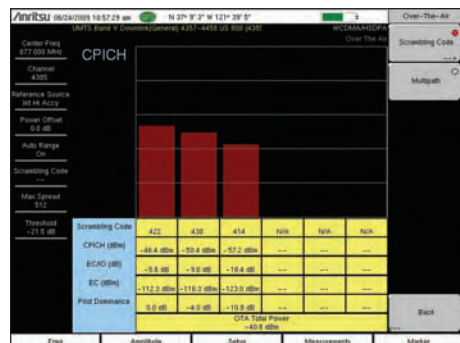 Anritsu 08/24/2009 10:57:29 am N 37° 9' 3" W 121° 39' 5" Over-The-Air
UMTS Band V Downlink(General) 4357-4458 US 800 (438
WCDMA/HSDPA
Over The Air
Center Freq
877.000 MHz
CPICH
Scrambling Code
-->
Channel
4385
Multipath
Reference Source
Int Hi Accy
Power Offset
0.0 dB
Auto Range
On
Scrambling Code
--
Max Spread
512
Threshold
-21.5 dB
Scrambling Code 422 438 414 N/A N/A N/A
CPICH (dBm) -46.4 dBm -50.4 dBm -57.2 dBm -- -- --
EC/IO (dB) -5.6 dB -9.6 dB -16.4 dB -- -- --
EC (dBm) -112.3 dBm -116.3 dBm -123.0 dBm -- -- --
Pilot Dominance 0.0 dB -4.0 dB -10.8 dB -- -- --
OTA Total Power
-40.8 dBm
Back
Freq Amplitude Setup Measurements Marker